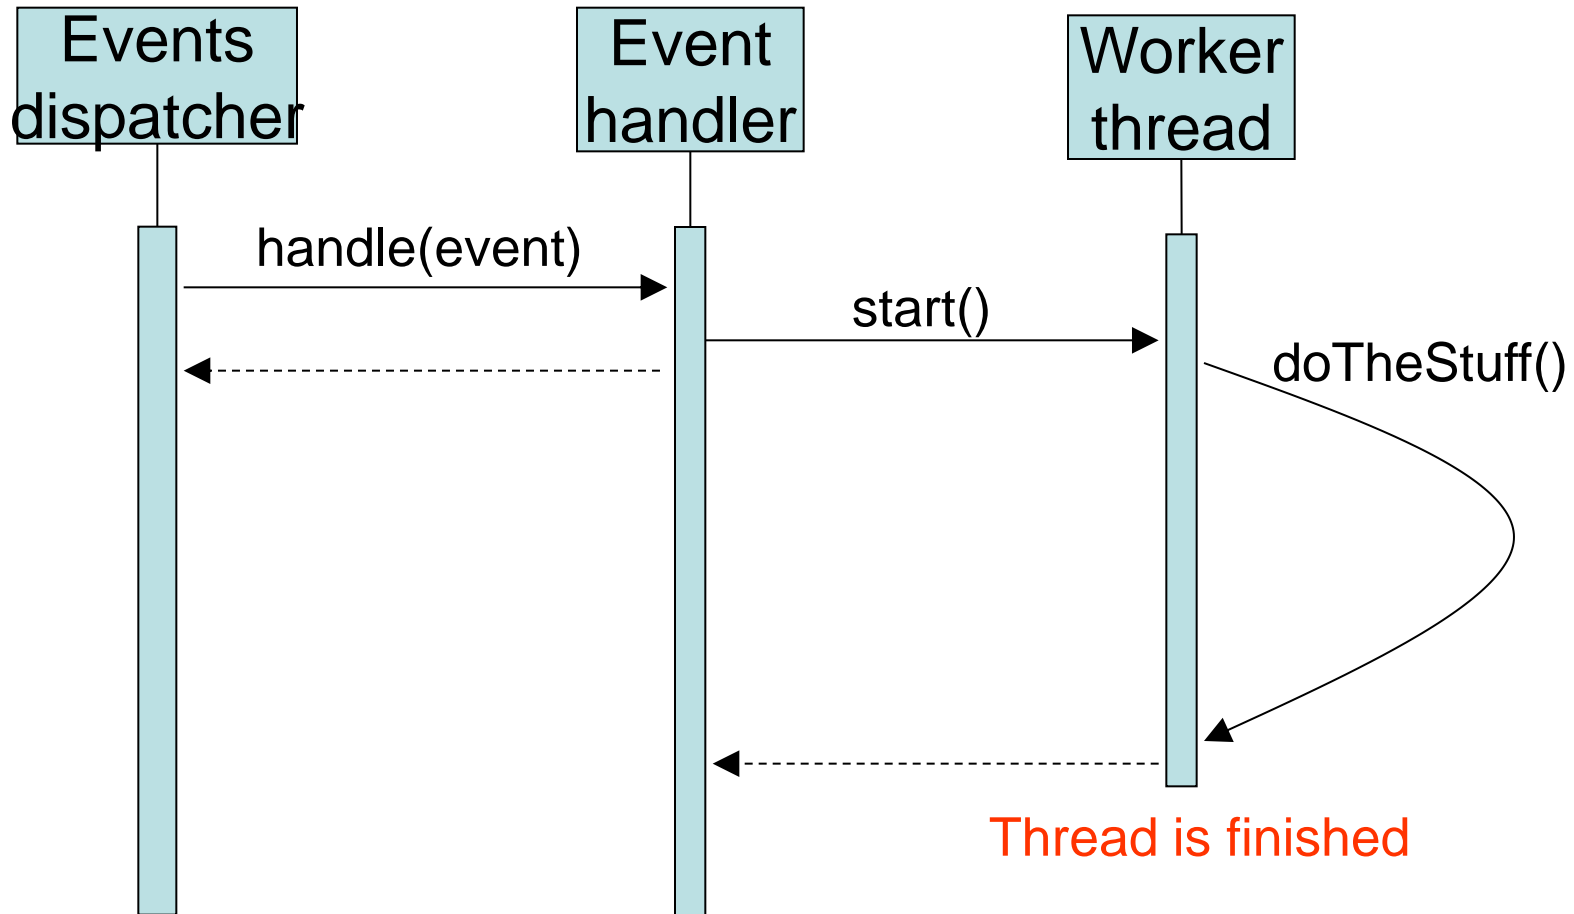 Events
dispatcher
Event
handler
Worker
thread
handle(event)
start()
doTheStuff()
Thread is finished